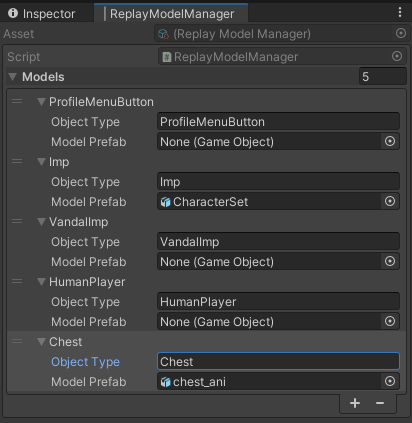 Inspector
ReplayModelManager
Asset (Replay Model Manager)
Script ReplayModelManager
Models 5
ProfileMenuButton
Object Type ProfileMenuButton
Model Prefab None (Game Object)
Imp
Object Type Imp
Model Prefab CharacterSet
VandalImp
Object Type VandalImp
Model Prefab None (Game Object)
HumanPlayer
Object Type HumanPlayer
Model Prefab None (Game Object)
Chest
Object Type Chest
Model Prefab chest_ani
+ −